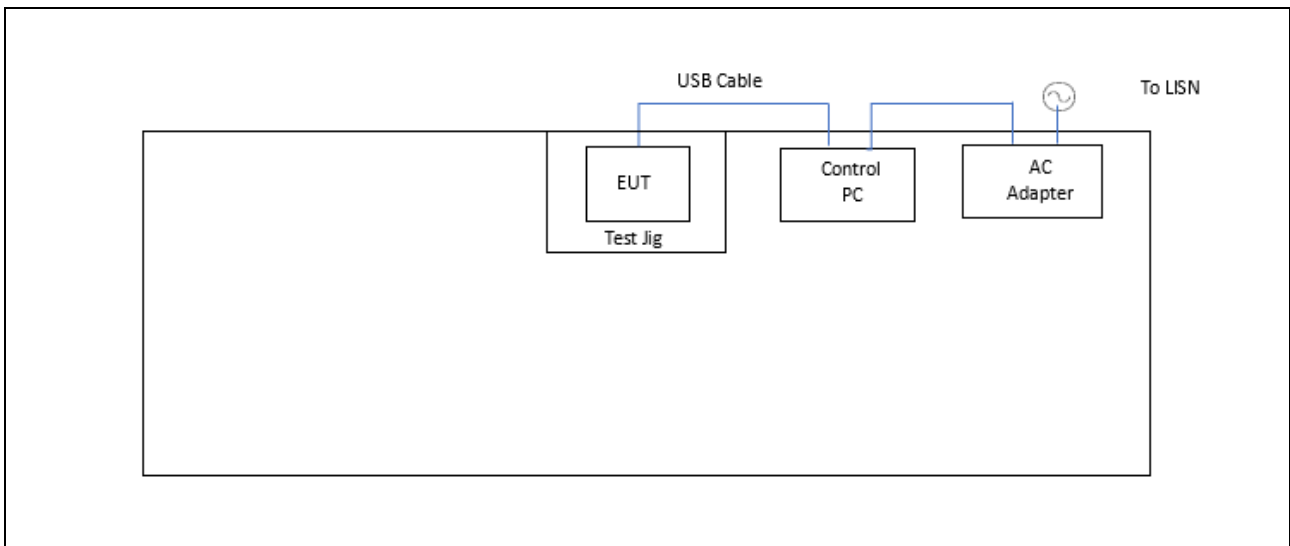 USB Cable
To LISN
EUT
Test Jig
Control
PC
AC
Adapter